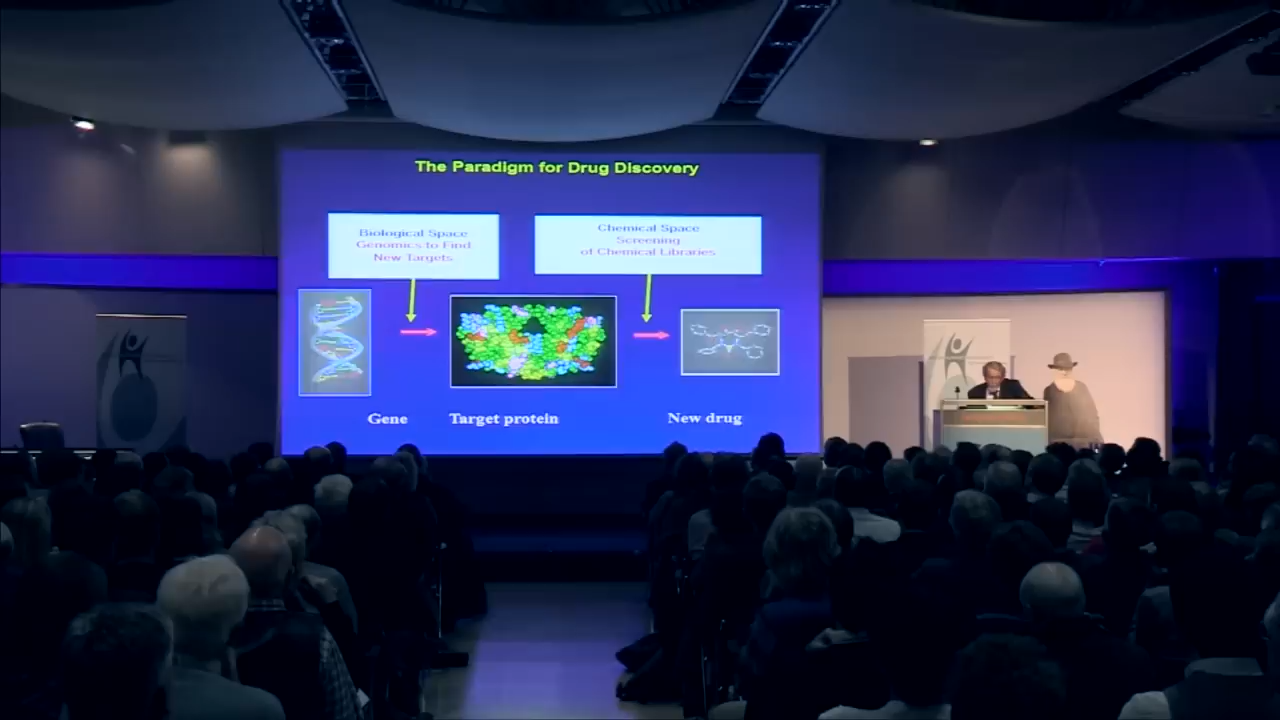 The Paradigm for Drug Discovery
Biological Space
Genomics to Find
New Targets
Chemical Space
Screening
of Chemical Libraries
Gene
Target protein
New drug